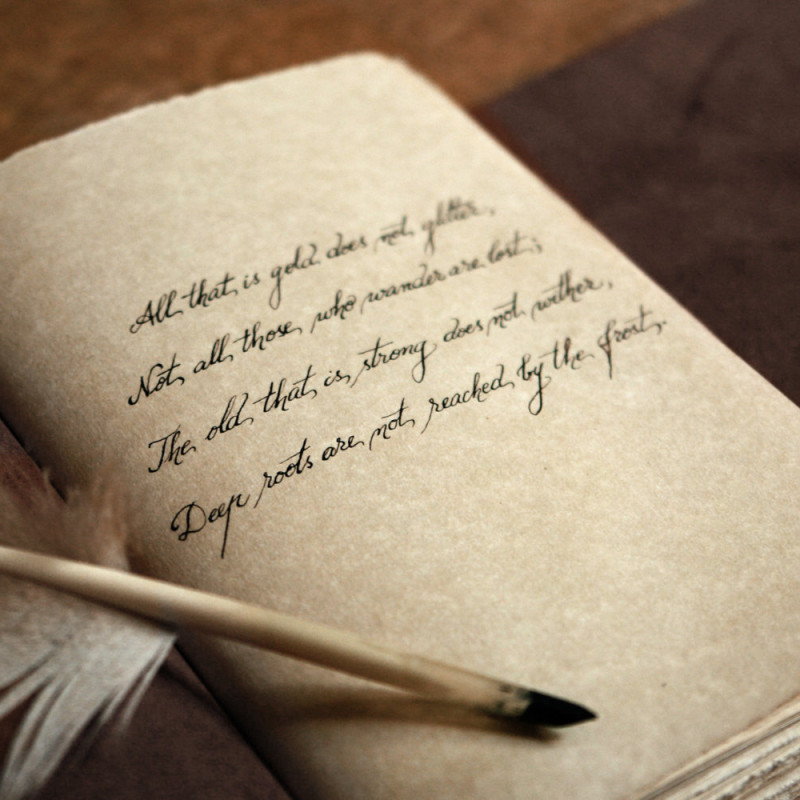 All that is gold does not glitter,
Not all those who wander are lost;
The old that is strong does not wither,
Deep roots are not reached by the frost.